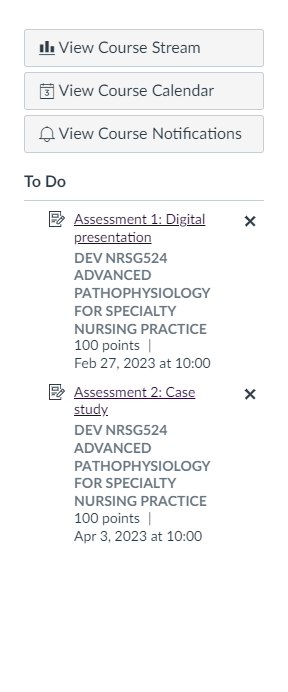 View Course Stream
3 View Course Calendar
View Course Notifications
To Do
Assessment 1: Digital
presentation
DEV NRSG524
ADVANCED
PATHOPHYSIOLOGY
FOR SPECIALTY
NURSING PRACTICE
100 points |
Feb 27, 2023 at 10:00
Assessment 2: Case
study
DEV NRSG524
ADVANCED
PATHOPHYSIOLOGY
FOR SPECIALTY
NURSING PRACTICE
100 points |
Apr 3, 2023 at 10:00